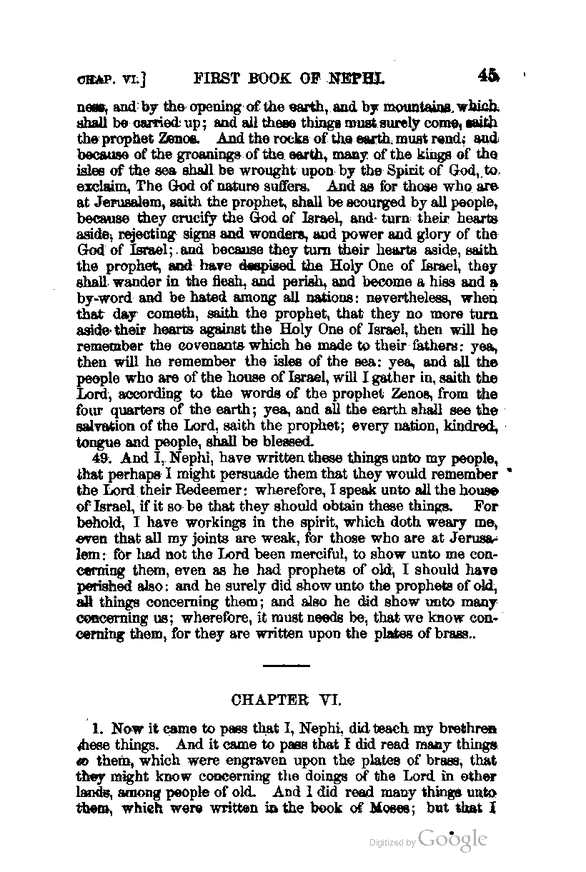 CHAP. VI.] FIRST BOOK OF NEPHI. 45
ness, and by the opening of the earth, and by mountains which
shall be carried up; and all these things must surely come, saith
the prophet Zenos. And the rocks of the earth must rend; and
because of the groanings of the earth, many of the kings of the
isles of the sea shall be wrought upon by the Spirit of God, to
exclaim, The God of nature suffers. And as for those who are
at Jerusalem, saith the prophet, shall be scourged by all people,
because they crucify the God of Israel, and turn their hearts
aside, rejecting signs and wonders, and power and glory of the
God of Israel; and because they turn their hearts aside, saith
the prophet, and have despised the Holy One of Israel, they
shall wander in the flesh, and perish, and become a hiss and a
by-word and be hated among all nations: nevertheless, when
that day cometh, saith the prophet, that they no more turn
aside their hearts against the Holy One of Israel, then will he
remember the covenants which he made to their fathers: yea,
then will he remember the isles of the sea: yea, and all the
people who are of the house of Israel, will I gather in, saith the
Lord, according to the words of the prophet Zenos, from the
four quarters of the earth; yea, and all the earth shall see the
salvation of the Lord, saith the prophet; every nation, kindred,
tongue and people, shall be blessed.
49. And I, Nephi, have written these things unto my people,
that perhaps I might persuade them that they would remember
the Lord their Redeemer: wherefore, I speak unto all the house
of Israel, if it so be that they should obtain these things. For
behold, I have workings in the spirit, which doth weary me,
even that all my joints are weak, for those who are at Jerusa-
lem: for had not the Lord been merciful, to show unto me con-
cerning them, even as he had prophets of old, I should have
perished also: and he surely did show unto the prophets of old,
all things concerning them; and also he did show unto many
concerning us; wherefore, it must needs be, that we know con-
cerning them, for they are written upon the plates of brass..
CHAPTER VI.
1. Now it came to pass that I, Nephi, did teach my brethren
these things. And it came to pass that I did read many things
to them, which were engraven upon the plates of brass, that
they might know concerning the doings of the Lord in other
lands, among people of old. And I did read many things unto
them, which were written in the book of Moses; but that I
Digitized by Google